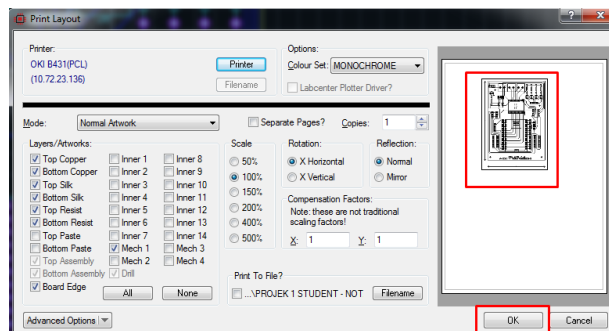 Print Layout
Printer:
OKI B431(PCL)
(10.72.23.136)
Printer
Filename
Options:
Colour Set: MONOCHROME
Labcenter Plotter Driver?
Mode: Normal Artwork
Separate Pages? Copies: 1
Layers/Artworks:
Top Copper Inner 1 Inner 8
Bottom Copper Inner 2 Inner 9
Top Silk Inner 3 Inner 10
Bottom Silk Inner 4 Inner 11
Top Resist Inner 5 Inner 12
Bottom Resist Inner 6 Inner 13
Top Paste Inner 7 Inner 14
Bottom Paste Mech 1 Mech 3
Top Assembly Mech 2 Mech 4
Bottom Assembly Drill
Board Edge
All None
Scale
50%
100%
150%
200%
400%
500%
Rotation:
X Horizontal
X Vertical
Reflection:
Normal
Mirror
Compensation Factors:
Note: these are not traditional
scaling factors!
X: 1 Y: 1
Print To File?
...\PROJEK 1 STUDENT - NOT Filename
Advanced Options
OK Cancel